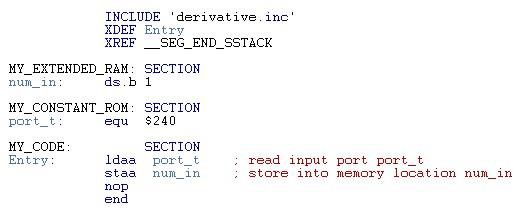 INCLUDE 'derivative.inc'
XDEF Entry
XREF __SEG_END_SSTACK
MY_EXTENDED_RAM: SECTION
num_in: ds.b 1
MY_CONSTANT_ROM: SECTION
port_t: equ $240
MY_CODE: SECTION
Entry: ldaa port_t ; read input port port_t
staa num_in ; store into memory location num_in
nop
end